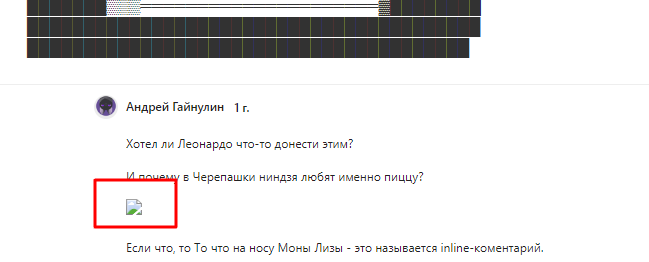 Андрей Гайнулин 1 г.
Хотел ли Леонардо что-то донести этим?
И почему в Черепашки ниндзя любят именно пиццу?
Если что, то То что на носу Моны Лизы - это называется inline-коментарий.